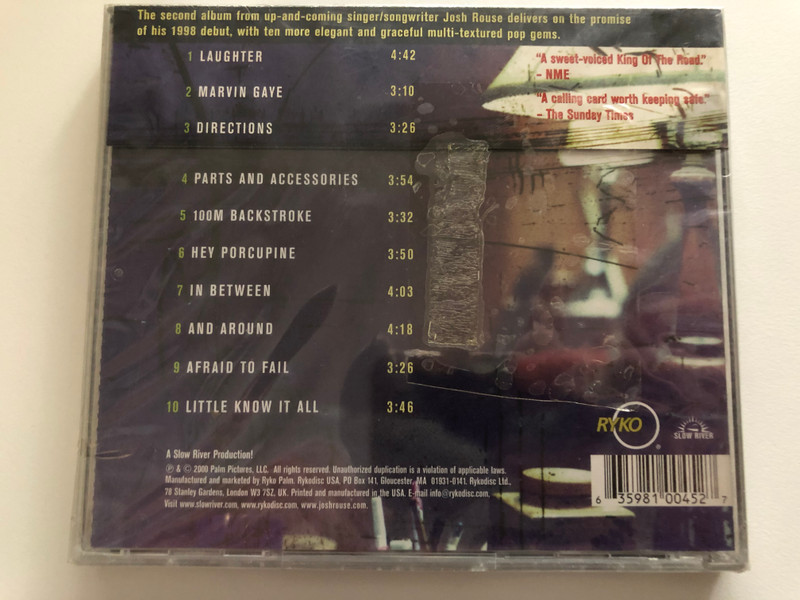 The second album from up-and-coming singer/songwriter Josh Rouse delivers on the promise
of his 1998 debut, with ten more elegant and graceful multi-textured pop gems.
1 LAUGHTER 4:42
2 MARVIN GAYE 3:10
3 DIRECTIONS 3:26
4 PARTS AND ACCESSORIES 3:54
5 100M BACKSTROKE 3:32
6 HEY PORCUPINE 3:50
7 IN BETWEEN 4:03
8 AND AROUND 4:18
9 AFRAID TO FAIL 3:26
10 LITTLE KNOW IT ALL 3:46
"A sweet-voiced King Of The Road."
– NME
"A calling card worth keeping safe."
– The Sunday Times
RYKO
SLOW RIVER
A Slow River Production!
℗ & © 2000 Palm Pictures, LLC. All rights reserved. Unauthorized duplication is a violation of applicable laws.
Manufactured and marketed by Ryko Palm. Rykodisc USA, PO Box 141, Gloucester, MA 01931-0141. Rykodisc Ltd.,
78 Stanley Gardens, London W3 7SZ, UK. Printed and manufactured in the USA. E-mail info@rykodisc.com.
Visit www.slowriver.com, www.rykodisc.com, www.joshrouse.com.
6 35981 00452 7